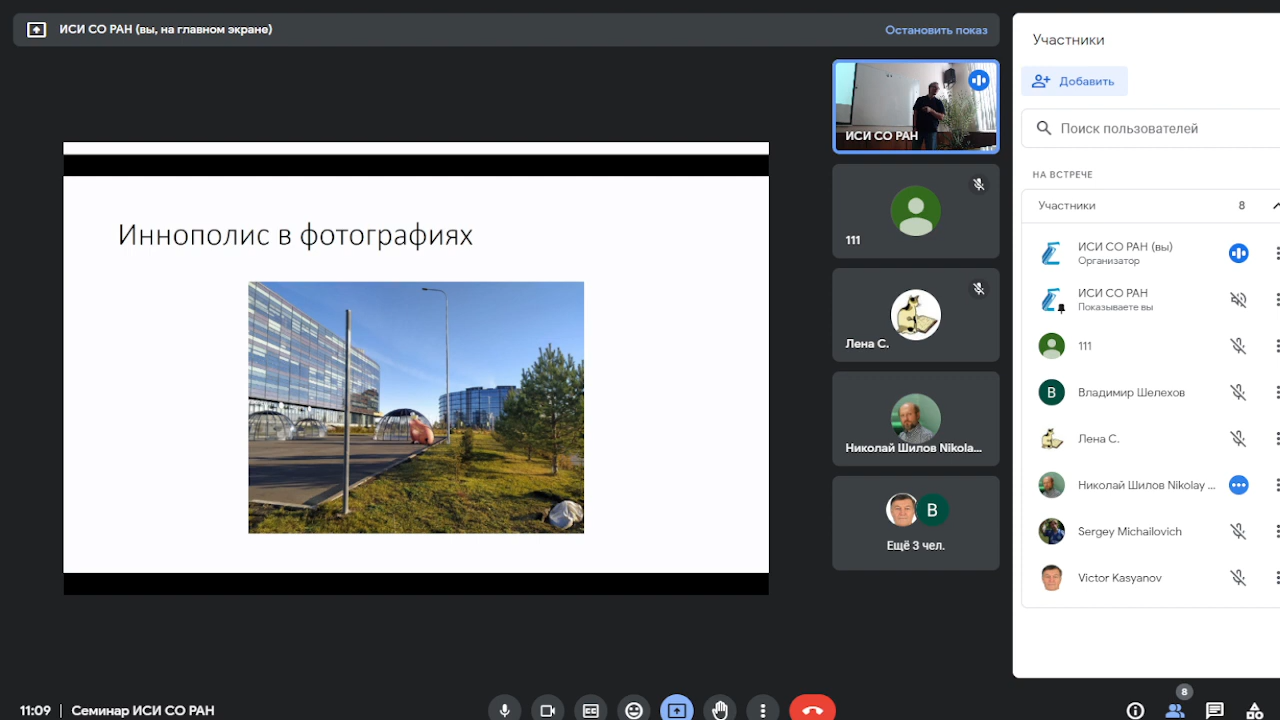 ИСИ СО РАН (вы, на главном экране)
Остановить показ
Иннополис в фотографиях
ИСИ СО РАН
111
Лена С.
Николай Шилов Nikola...
В
Ещё 3 чел.
Участники
Добавить
Поиск пользователей
НА ВСТРЕЧЕ
Участники 8
ИСИ СО РАН (вы)
Организатор
ИСИ СО РАН
Показываете вы
111
В Владимир Шелехов
Лена С.
Николай Шилов Nikolay ...
Sergey Michailovich
Victor Kasyanov
11:09 | Семинар ИСИ СО РАН
8